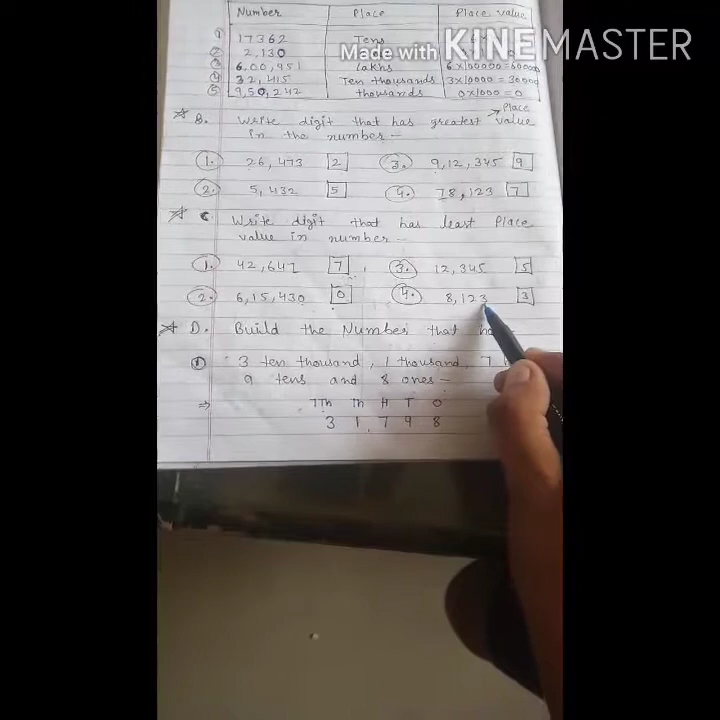 Number Place Place value
① 17362 Tens
② 2,130
Made with KINEMASTER
③ 6,00,951 Lakhs 6x100000=600000
④ 32,415 Ten thousands 3x10000=30000
⑤ 9,50,242 thousands 0x1000=0
Place
B. Write digit that has greatest value
in the number –
1. 26,473 2 3. 9,12,345 9
2. 5,432 5 4. 78,123 7
C Write digit that has least Place
value in number –
1. 42,647 7 3. 12,345 5
2. 6,15,430 0 4. 8,123 3
D. Build the Number that
① 3 ten thousand, 1 thousand, 7
9 tens and 8 ones –
⇒ TTh Th H T O
3 1,7 9 8